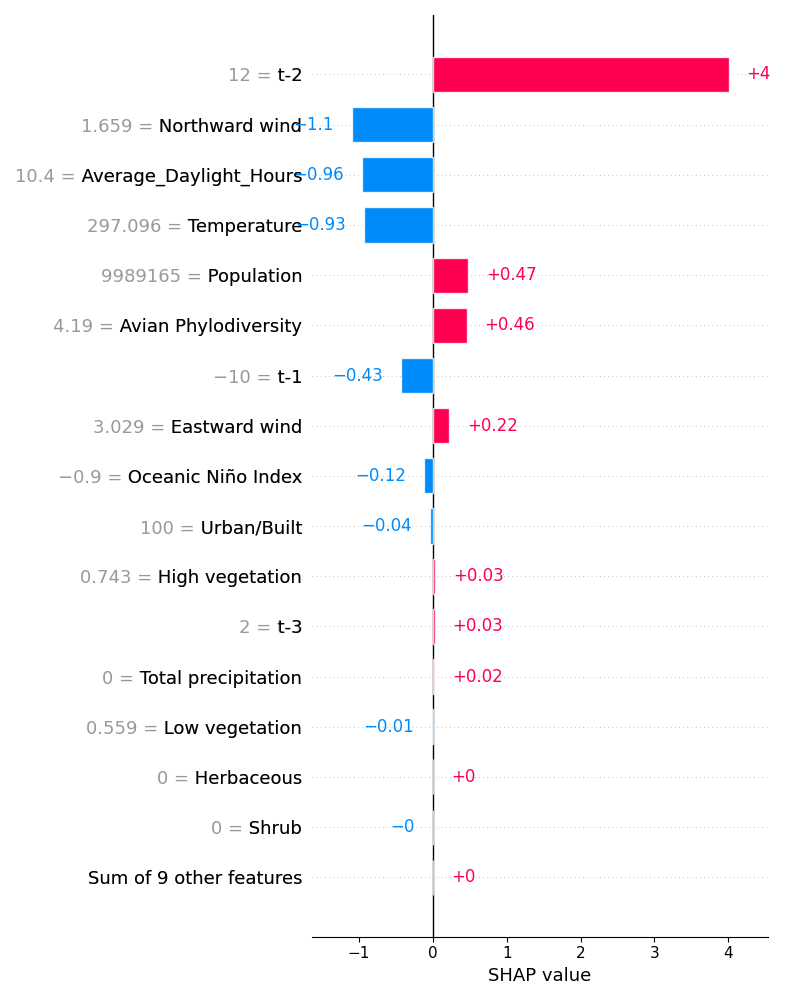 12 = t-2 +4
1.659 = Northward wind −1.1
10.4 = Average_Daylight_Hours −0.96
297.096 = Temperature −0.93
9989165 = Population +0.47
4.19 = Avian Phylodiversity +0.46
−10 = t-1 −0.43
3.029 = Eastward wind +0.22
−0.9 = Oceanic Niño Index −0.12
100 = Urban/Built −0.04
0.743 = High vegetation +0.03
2 = t-3 +0.03
0 = Total precipitation +0.02
0.559 = Low vegetation −0.01
0 = Herbaceous +0
0 = Shrub −0
Sum of 9 other features +0
−1 0 1 2 3 4
SHAP value